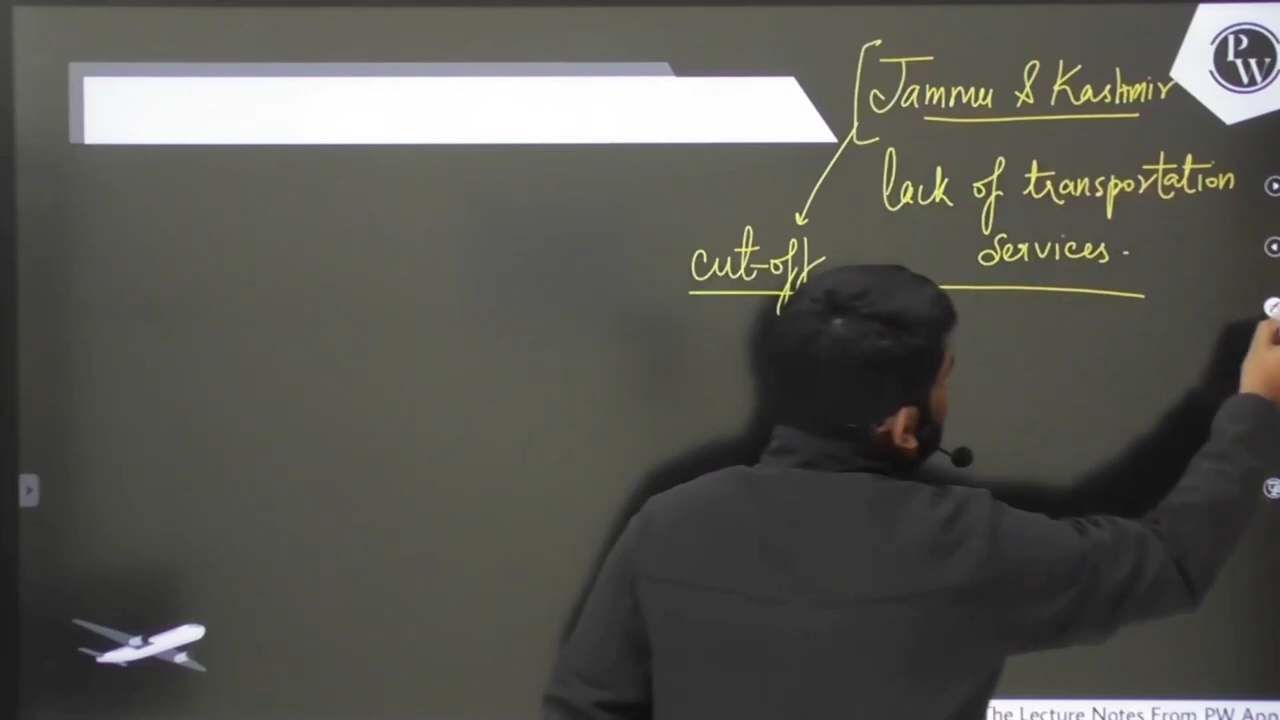 PW
Jammu & Kashmir
lack of transportation
services.
cut-off
The Lecture Notes From PW App